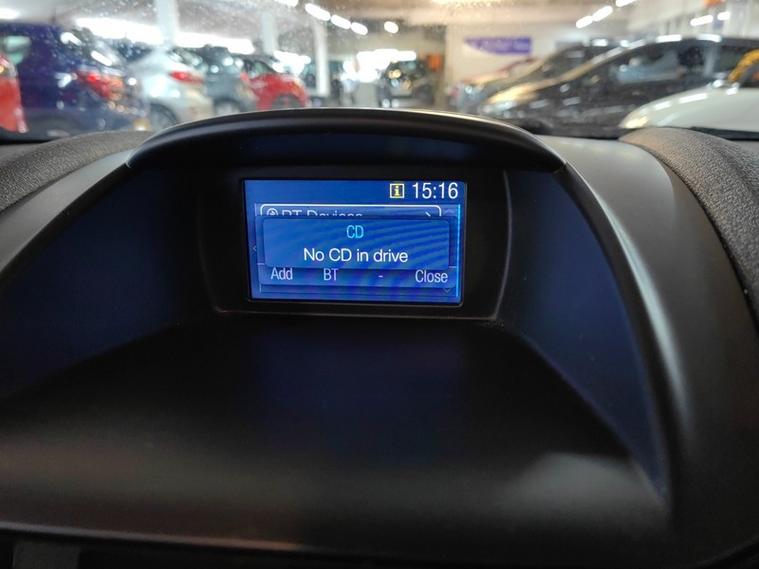 i 15:16
BT Devices
CD
No CD in drive
Add BT - Close